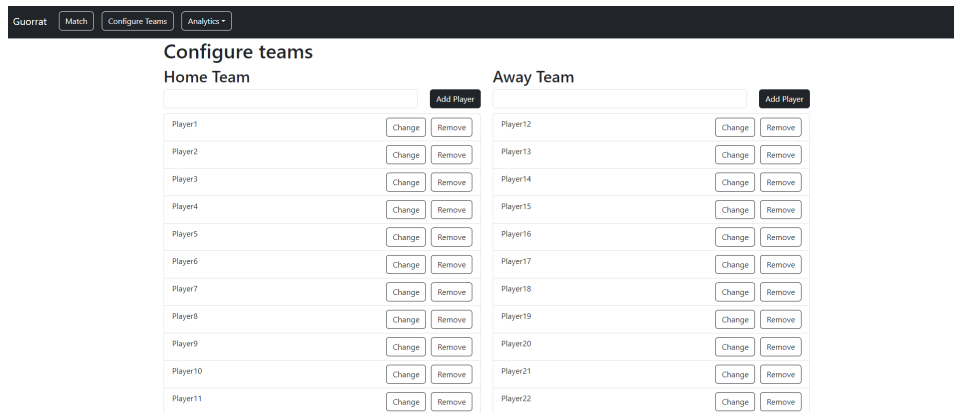 Guorrat Match Configure Teams Analytics
Configure teams
Home Team
Add Player
Player1 Change Remove
Player2 Change Remove
Player3 Change Remove
Player4 Change Remove
Player5 Change Remove
Player6 Change Remove
Player7 Change Remove
Player8 Change Remove
Player9 Change Remove
Player10 Change Remove
Player11 Change Remove
Away Team
Add Player
Player12 Change Remove
Player13 Change Remove
Player14 Change Remove
Player15 Change Remove
Player16 Change Remove
Player17 Change Remove
Player18 Change Remove
Player19 Change Remove
Player20 Change Remove
Player21 Change Remove
Player22 Change Remove